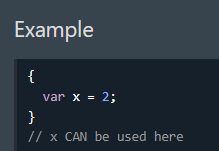 Example
{
  var x = 2;
}
// x CAN be used here